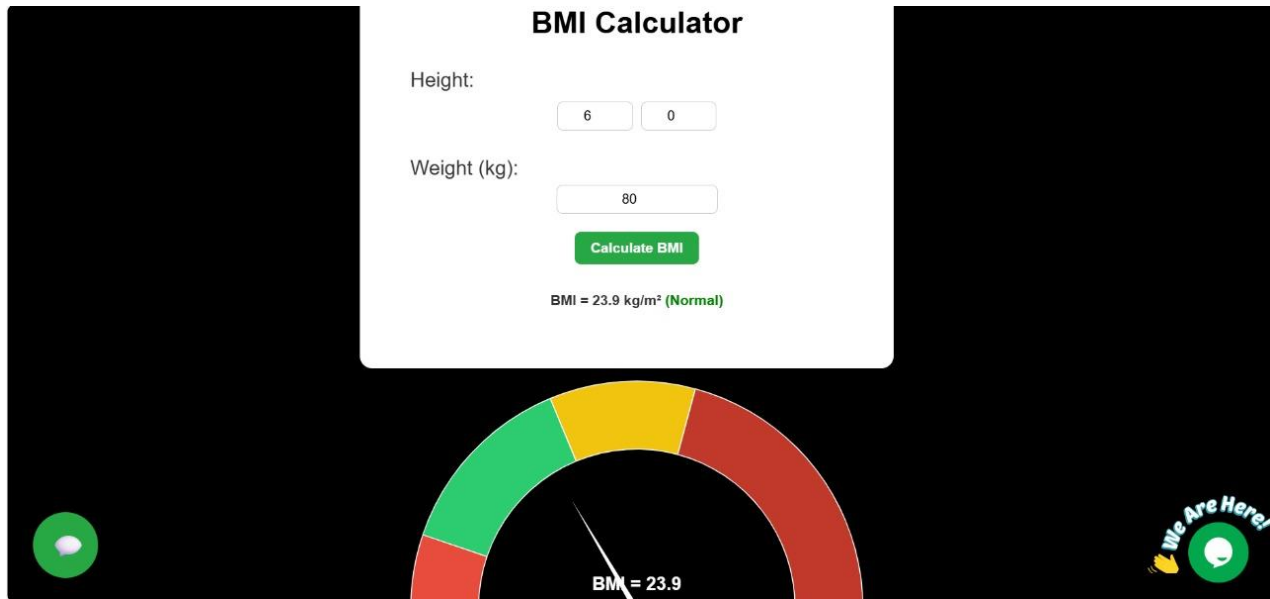 BMI Calculator
Height:
6 0
Weight (kg):
80
Calculate BMI
BMI = 23.9 kg/m² (Normal)
We Are Here!
BMI = 23.9